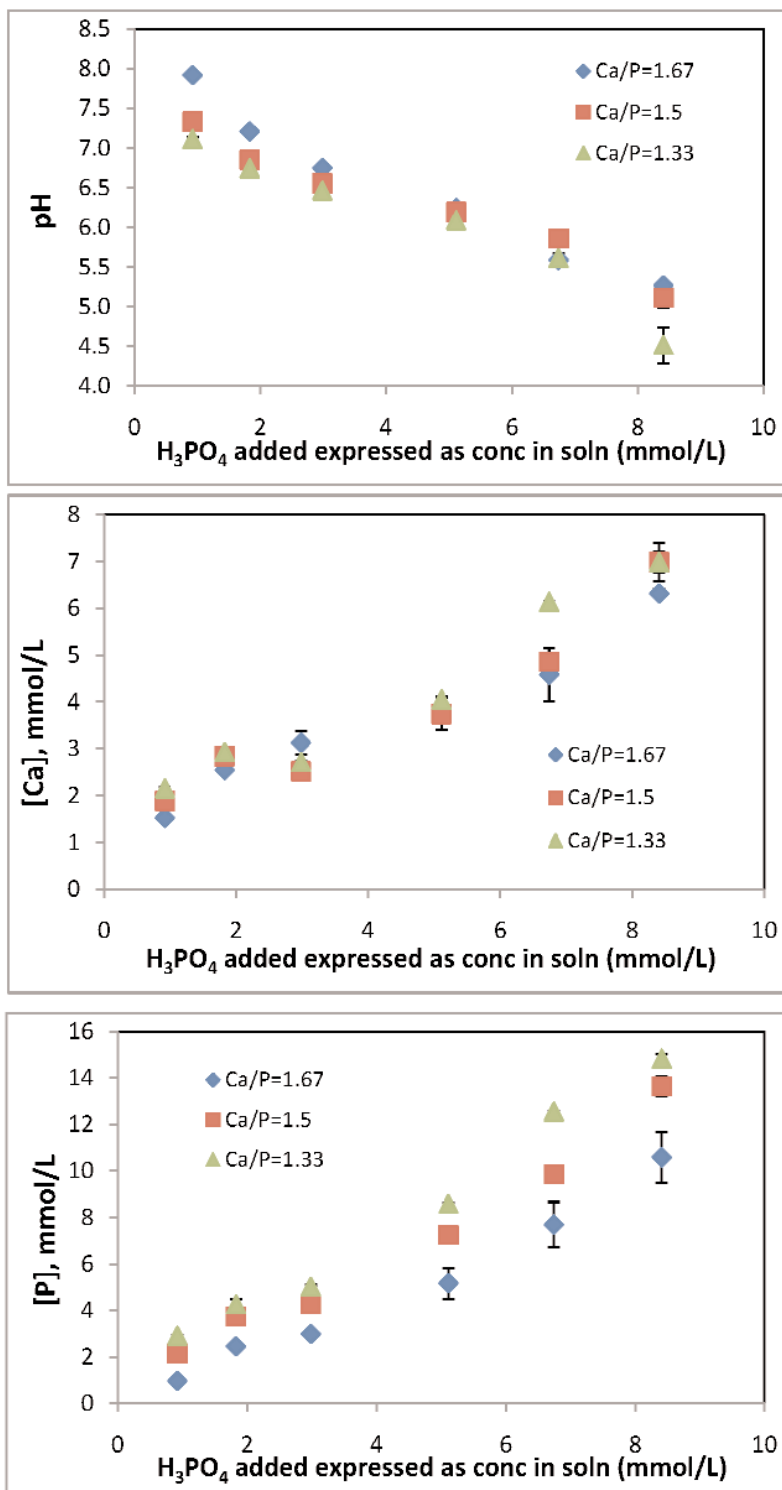 8.5
8.0
7.5
7.0
6.5
6.0
5.5
5.0
4.5
4.0
pH
Ca/P=1.67
Ca/P=1.5
Ca/P=1.33
0 2 4 6 8 10
H₃PO₄ added expressed as conc in soln (mmol/L)
8
7
6
5
4
3
2
1
0
[Ca], mmol/L
Ca/P=1.67
Ca/P=1.5
Ca/P=1.33
0 2 4 6 8 10
H₃PO₄ added expressed as conc in soln (mmol/L)
16
14
12
10
8
6
4
2
0
[P], mmol/L
Ca/P=1.67
Ca/P=1.5
Ca/P=1.33
0 2 4 6 8 10
H₃PO₄ added expressed as conc in soln (mmol/L)